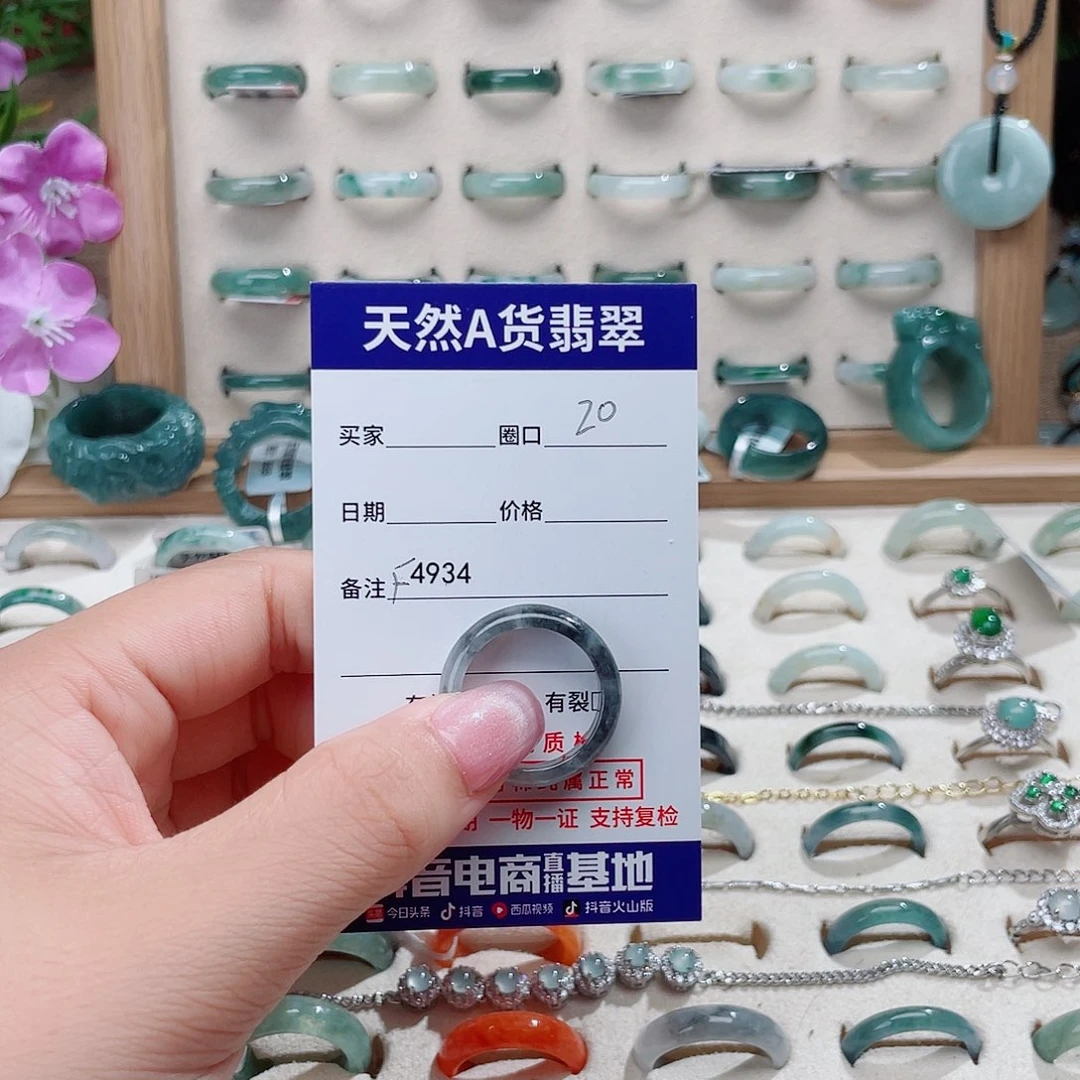 天然A货翡翠
买家 圈口 20
日期 价格
备注 F4934
有裂□
质
属正常
一物一证 支持复检
音电商直播基地
今日头条 抖音 西瓜视频 抖音火山版